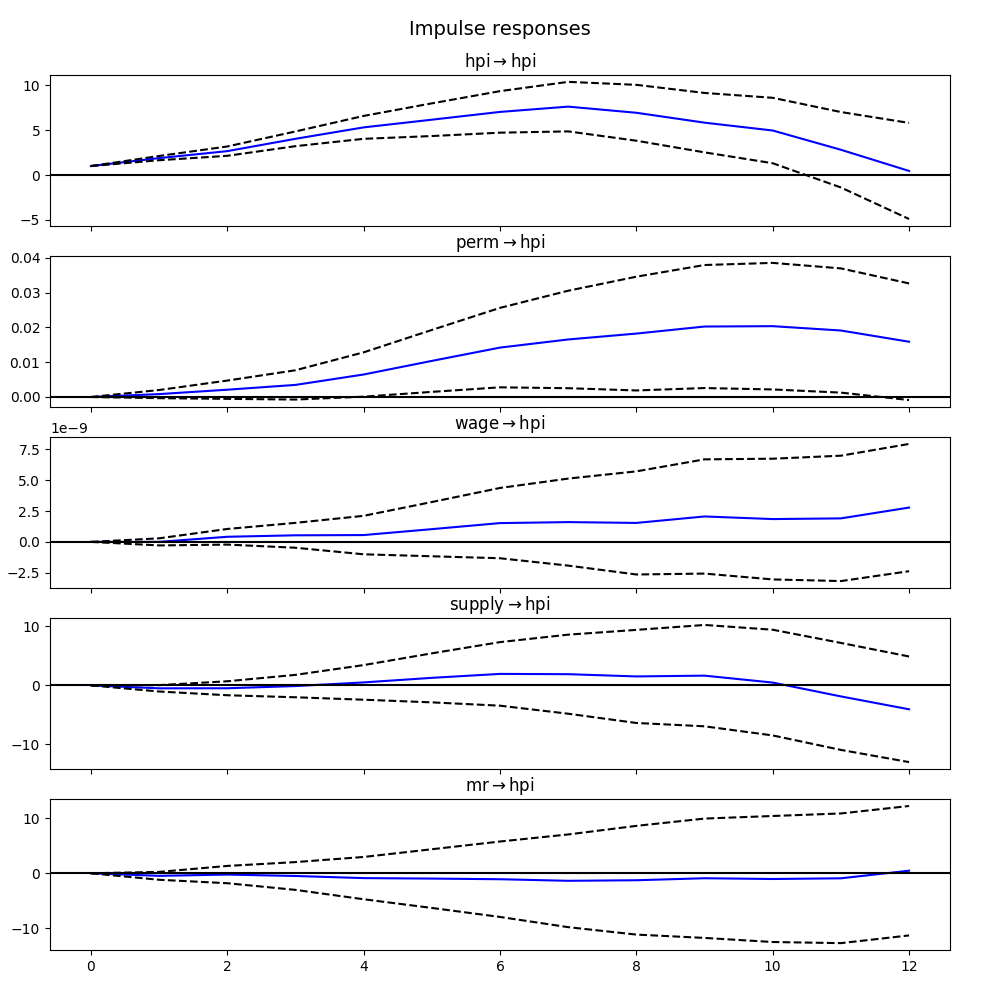 Impulse responses
hpi → hpi
10
5
0
−5
perm → hpi
0.04
0.03
0.02
0.01
0.00
1e−9
wage → hpi
7.5
5.0
2.5
0.0
−2.5
supply → hpi
10
0
−10
mr → hpi
10
0
−10
0 2 4 6 8 10 12